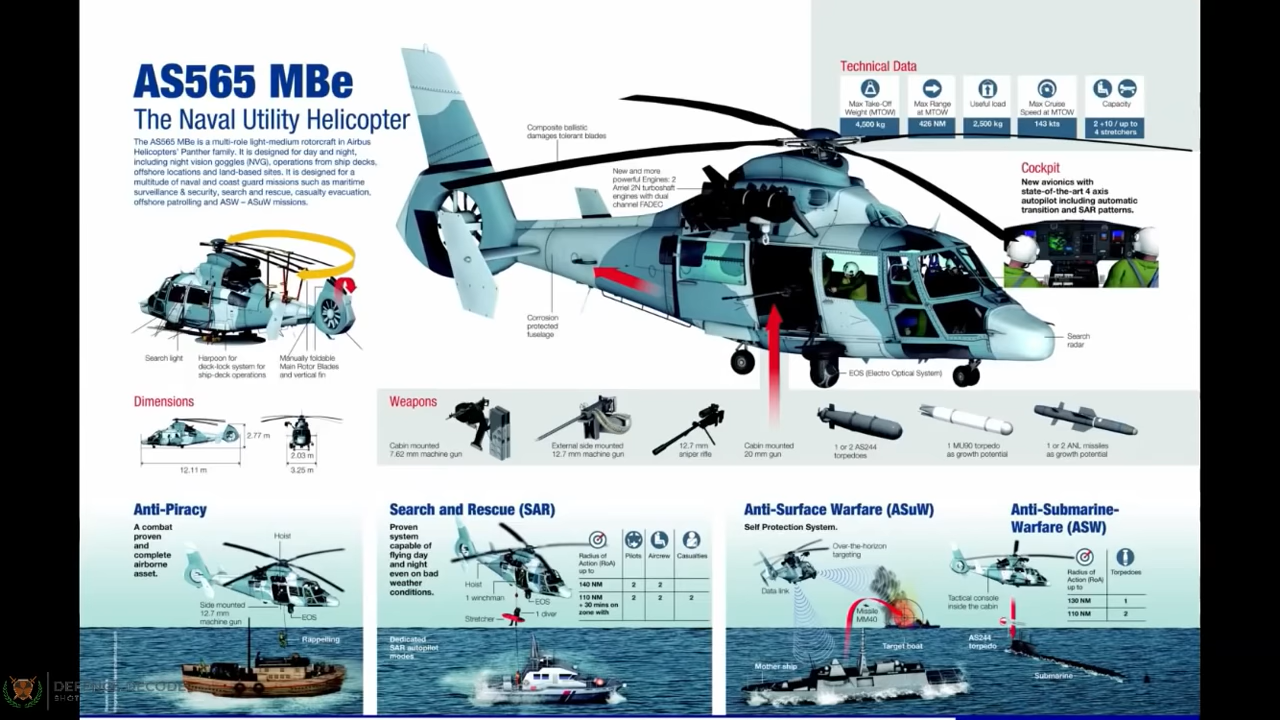 AS565 MBe
The Naval Utility Helicopter
The AS565 MBe is a multi-role light-medium rotorcraft in Airbus
Helicopters' Panther family. It is designed for day and night,
including night vision goggles (NVG), operations from ship decks,
offshore locations and land-based sites. It is designed for a
multitude of naval and coast guard missions such as maritime
surveillance & security, search and rescue, casualty evacuation,
offshore patrolling and ASW – ASuW missions.
Composite ballistic
damages tolerant blades
New and more
powerful Engines: 2
Arriel 2N turboshaft
engines with dual
channel FADEC
Corrosion
protected
fuselage
Search
radar
EOS (Electro Optical System)
Technical Data
Max Take-Off
Weight (MTOW)
4,500 kg
Max Range
at MTOW
426 NM
Useful load
2,500 kg
Max Cruise
Speed at MTOW
143 kts
Capacity
2 +10 / up to
4 stretchers
Cockpit
New avionics with
state-of-the-art 4 axis
autopilot including automatic
transition and SAR patterns.
Search light
Harpoon for
deck-lock system for
ship-deck operations
Manually foldable
Main Rotor Blades
and vertical fin
Dimensions
2.77 m
12.11 m
2.03 m
3.25 m
Weapons
Cabin mounted
7.62 mm machine gun
External side mounted
12.7 mm machine gun
12.7 mm
sniper rifle
Cabin mounted
20 mm gun
1 or 2 AS244
torpedoes
1 MU90 torpedo
as growth potential
1 or 2 ANL missiles
as growth potential
Anti-Piracy
A combat
proven
and
complete
airborne
asset.
Hoist
Side mounted
12.7 mm
machine gun
EOS
Rappelling
Search and Rescue (SAR)
Proven
system
capable of
flying day
and night
even on bad
weather
conditions.
Hoist
1 winchman
EOS
Stretcher
1 diver
Dedicated
SAR autopilot
modes
Radius of
Action (RoA)
up to
Pilots
Aircrew
Casualties
140 NM 2 2
110 NM
+ 30 mins on
zone with
2 2 2
Anti-Surface Warfare (ASuW)
Self Protection System.
Over-the-horizon
targeting
Data link
Missile
MM40
Target boat
Mother ship
Anti-Submarine-
Warfare (ASW)
Tactical console
inside the cabin
Radius of
Action (RoA)
up to
Torpedoes
130 NM 1
110 NM 2
AS244
torpedo
Submarine